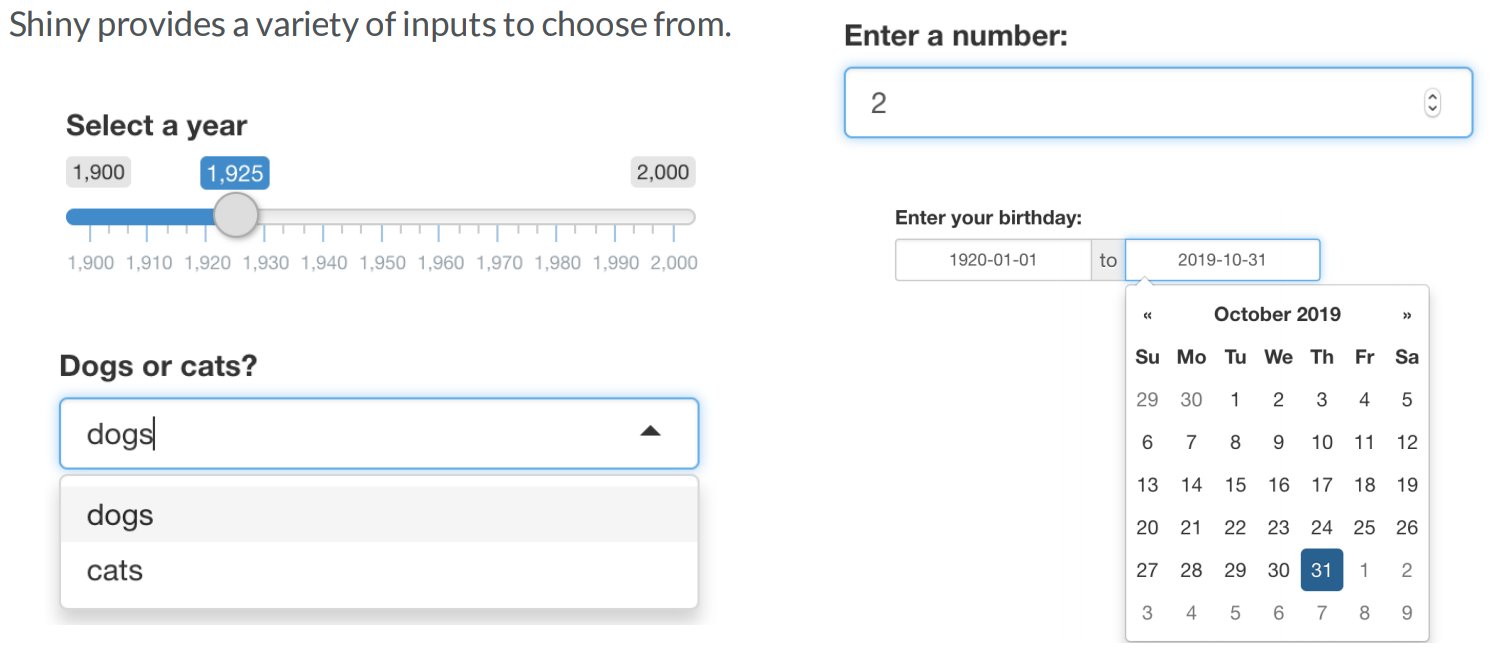 Shiny provides a variety of inputs to choose from.
Select a year
1,900 1,925 2,000
1,900 1,910 1,920 1,930 1,940 1,950 1,960 1,970 1,980 1,990 2,000
Dogs or cats?
dogs
dogs
cats
Enter a number:
2
Enter your birthday:
1920-01-01 to 2019-10-31
« October 2019 »
Su Mo Tu We Th Fr Sa
29 30 1 2 3 4 5
6 7 8 9 10 11 12
13 14 15 16 17 18 19
20 21 22 23 24 25 26
27 28 29 30 31 1 2
3 4 5 6 7 8 9